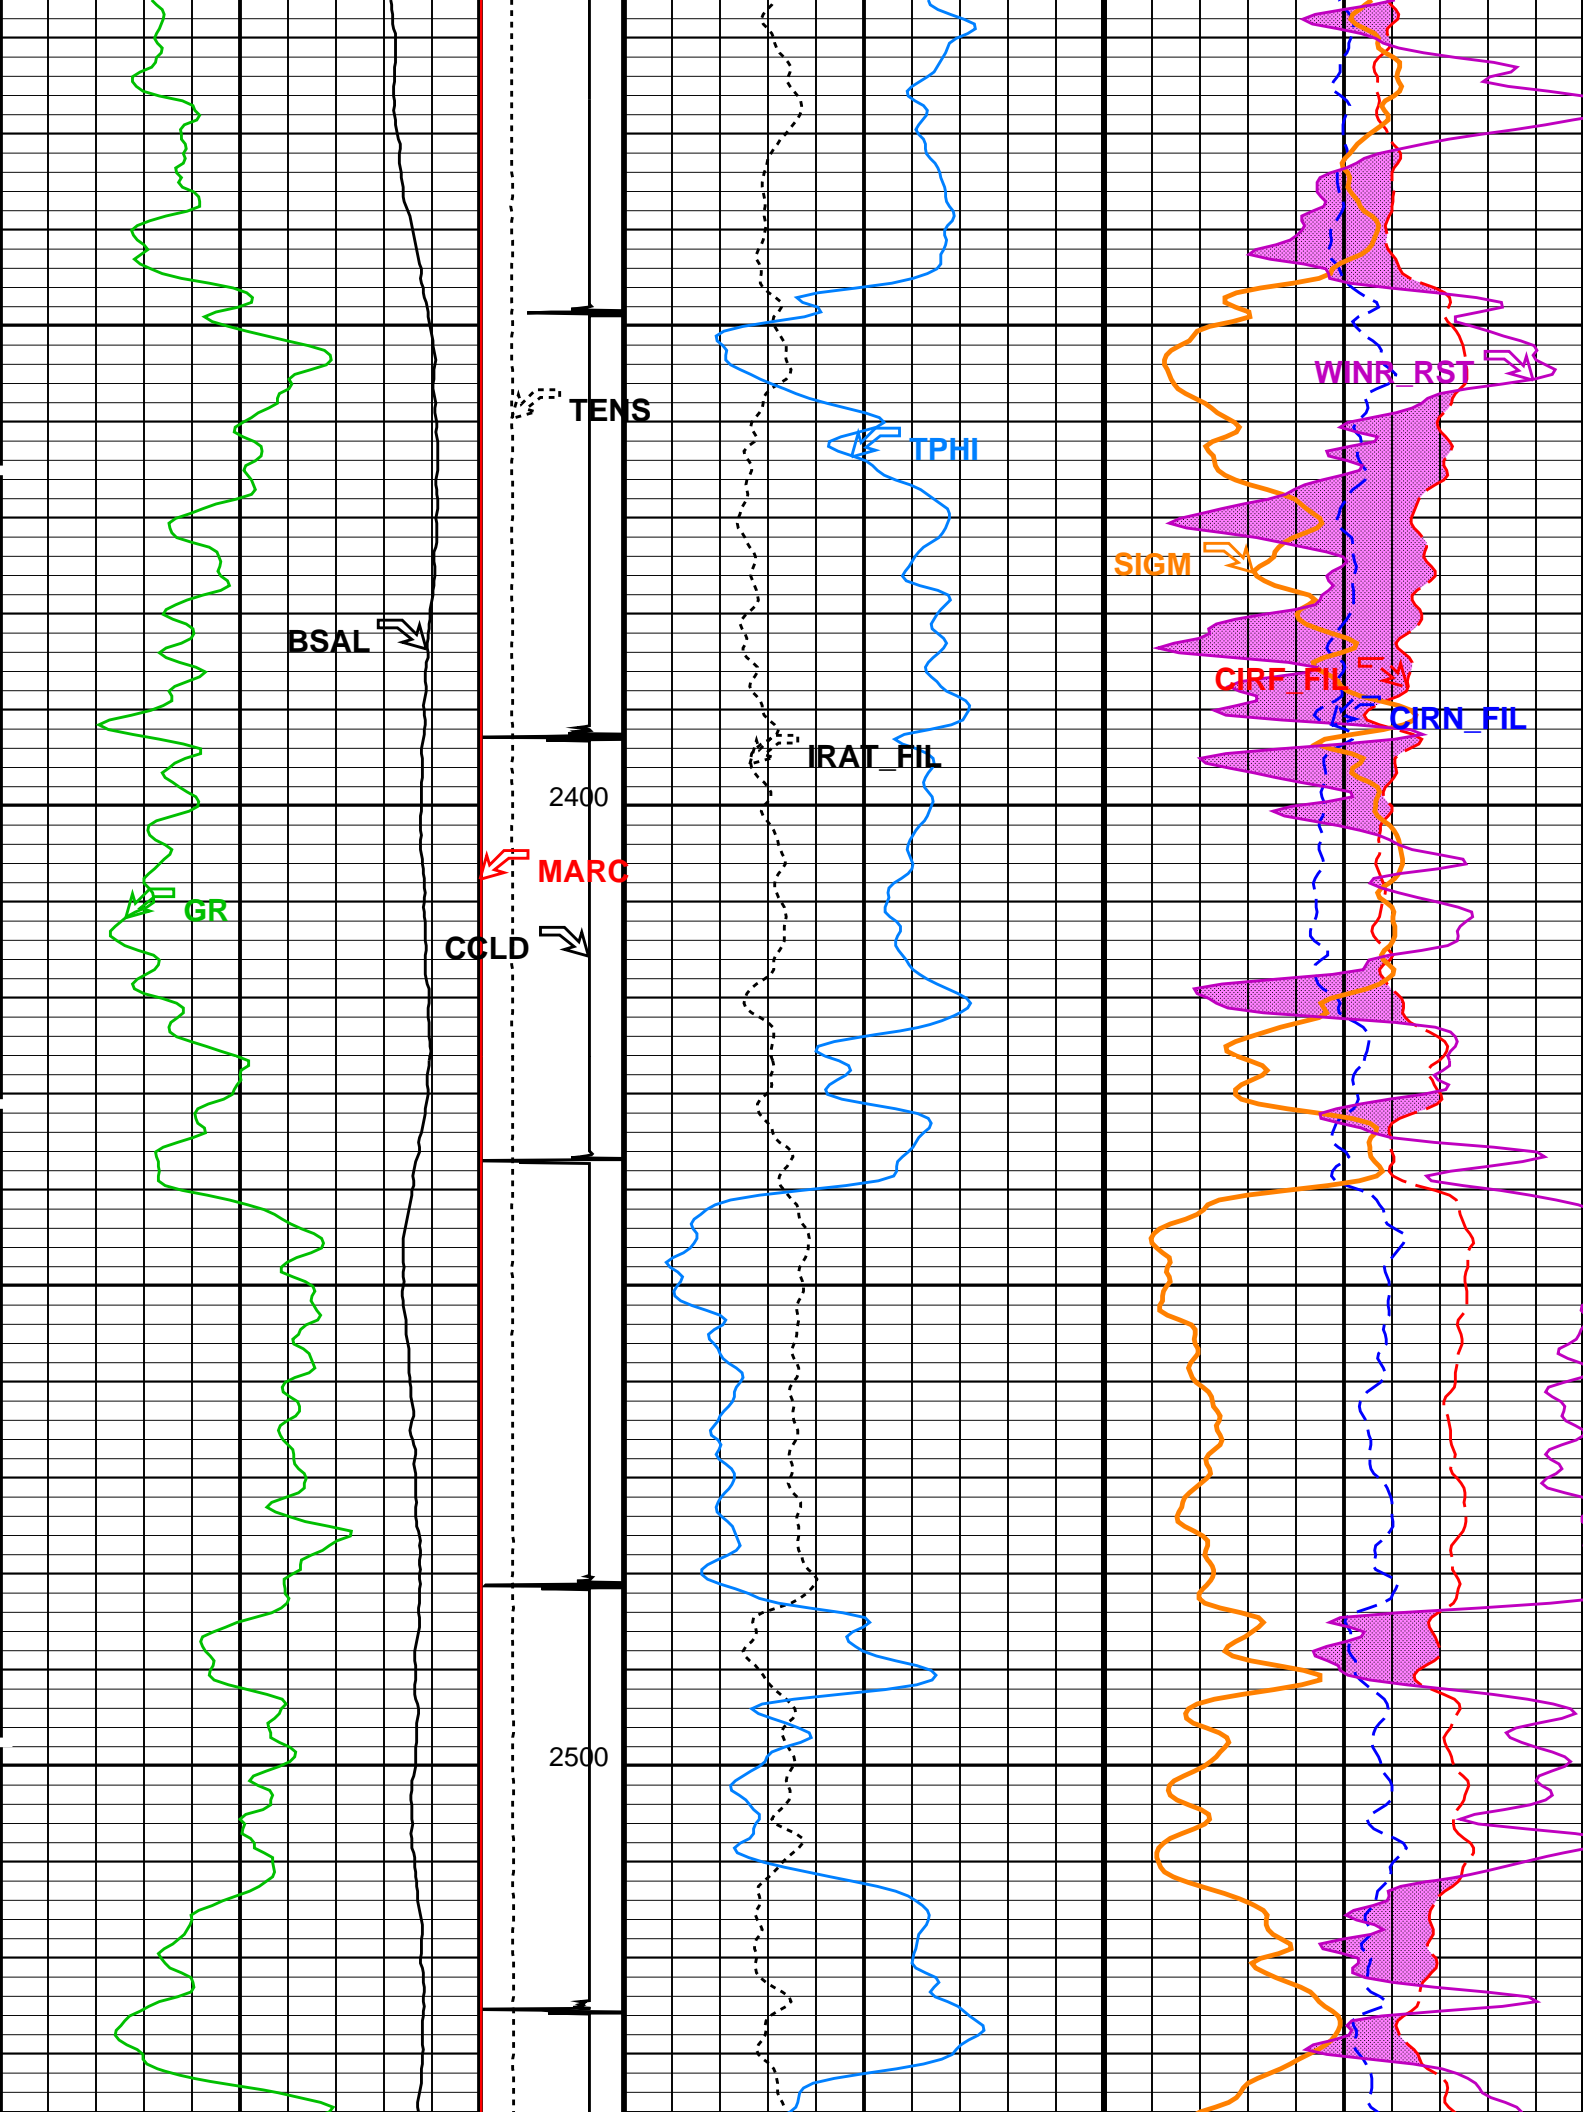 WINR_RST
TENS
TPHI
SIGM
BSAL
CIRF_FIL
CIRN_FIL
IRAT_FIL
2400
MARC
GR
CCLD
2500